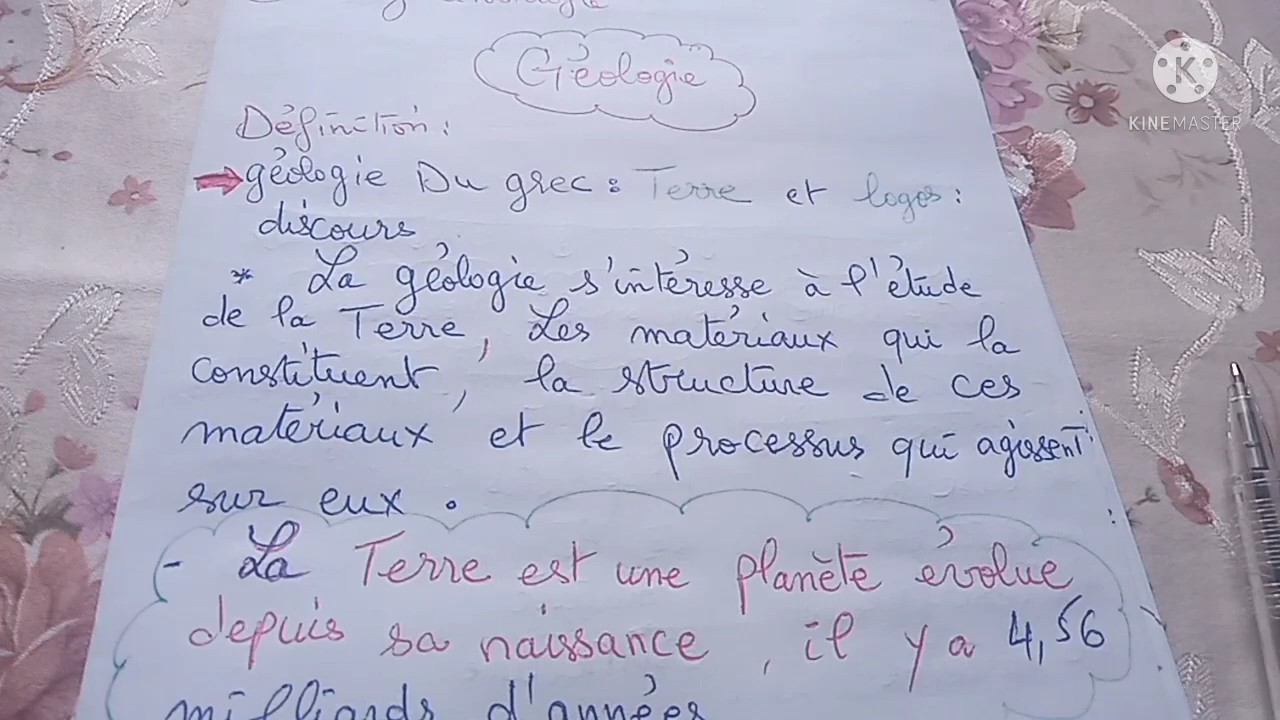 Géologie
Définition :
géologie Du grec : Terre et logos :
discours
* La géologie s'intéresse à l'étude
de la Terre, Les matériaux qui la
constituent, la structure de ces
matériaux et le processus qui agissent
sur eux .
- La Terre est une planète évolue
depuis sa naissance, il y a 4,56
milliards d'années
KINEMASTER